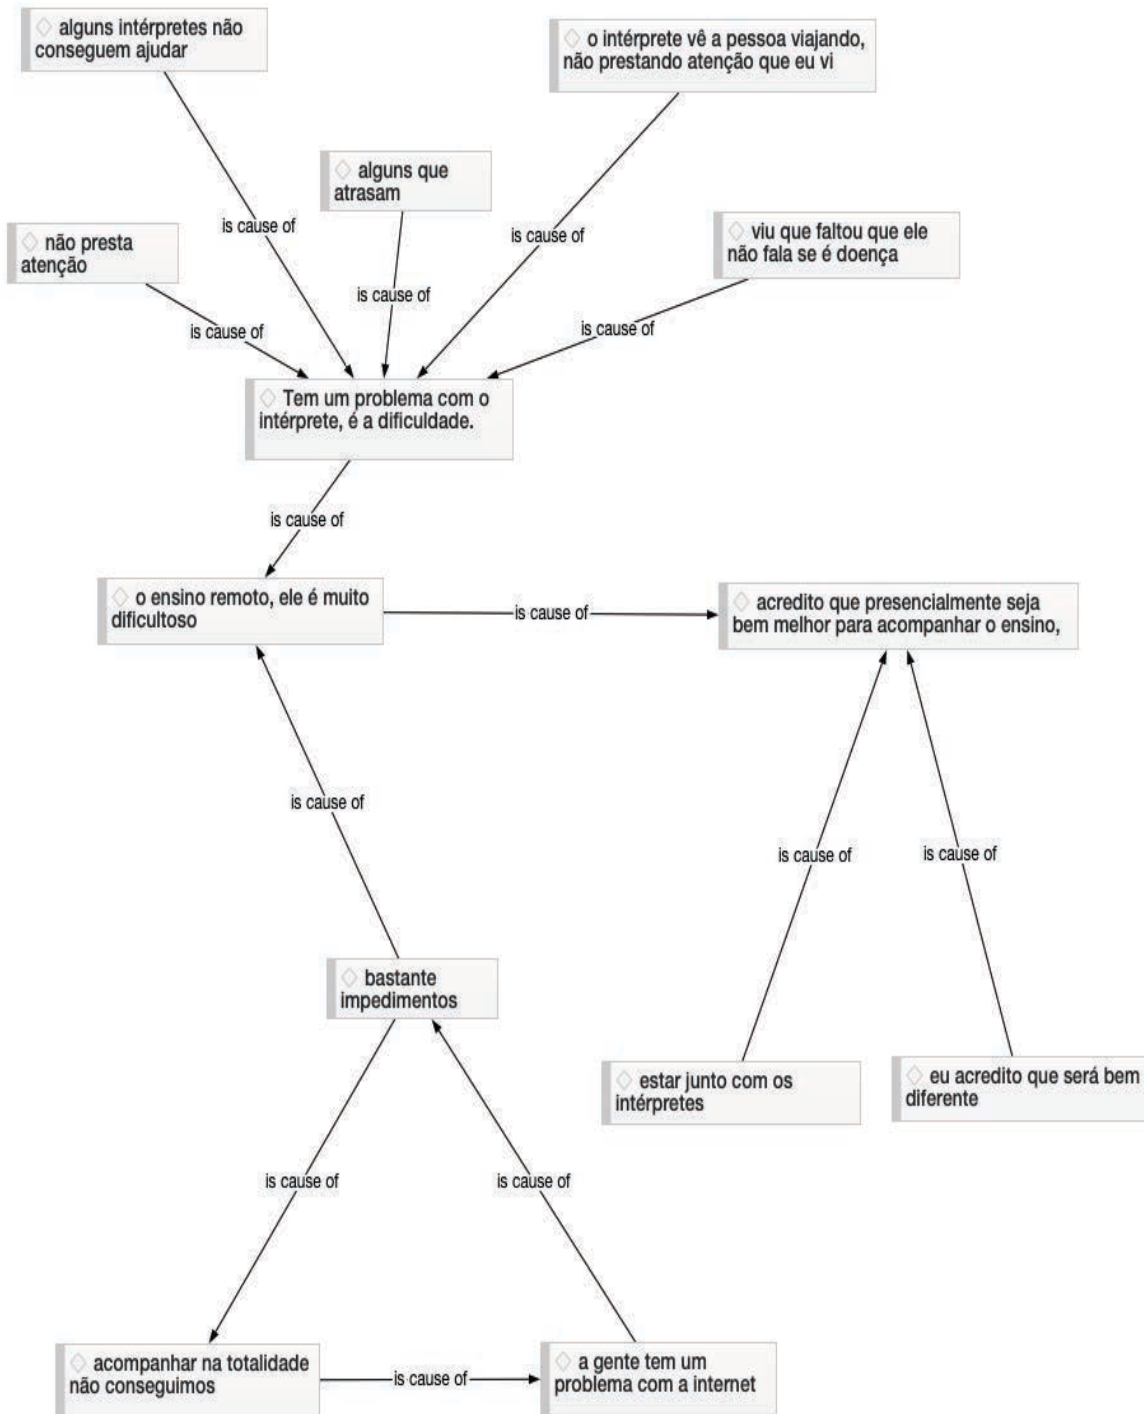 ◇ alguns intérpretes não
conseguem ajudar
◇ o intérprete vê a pessoa viajando,
não prestando atenção que eu vi
◇ alguns que
atrasam
◇ não presta
atenção
◇ viu que faltou que ele
não fala se é doença
is cause of
is cause of
is cause of
is cause of
is cause of
◇ Tem um problema com o
intérprete, é a dificuldade.
is cause of
◇ o ensino remoto, ele é muito
dificultoso
is cause of
◇ acredito que presencialmente seja
bem melhor para acompanhar o ensino,
is cause of
is cause of
is cause of
◇ bastante
impedimentos
◇ estar junto com os
intérpretes
◇ eu acredito que será bem
diferente
is cause of
is cause of
◇ acompanhar na totalidade
não conseguimos
is cause of
◇ a gente tem um
problema com a internet